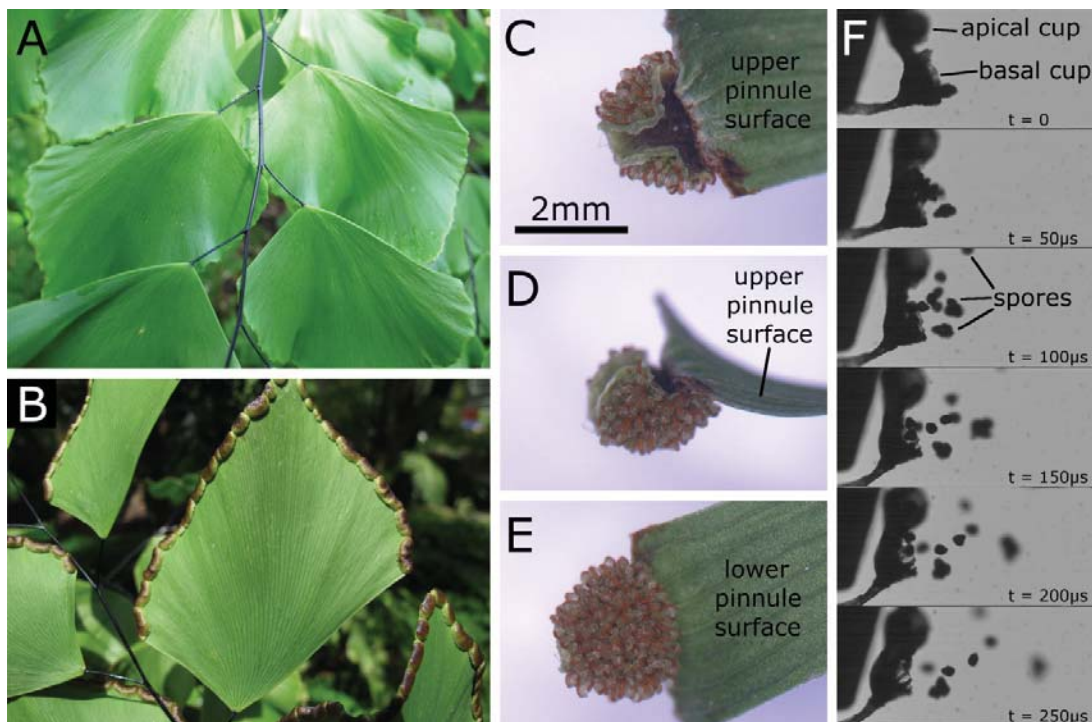 A
B
C
upper
pinnule
surface
2mm
D
upper
pinnule
surface
E
lower
pinnule
surface
F
apical cup
basal cup
t = 0
t = 50µs
t = 100µs
spores
t = 150µs
t = 200µs
t = 250µs